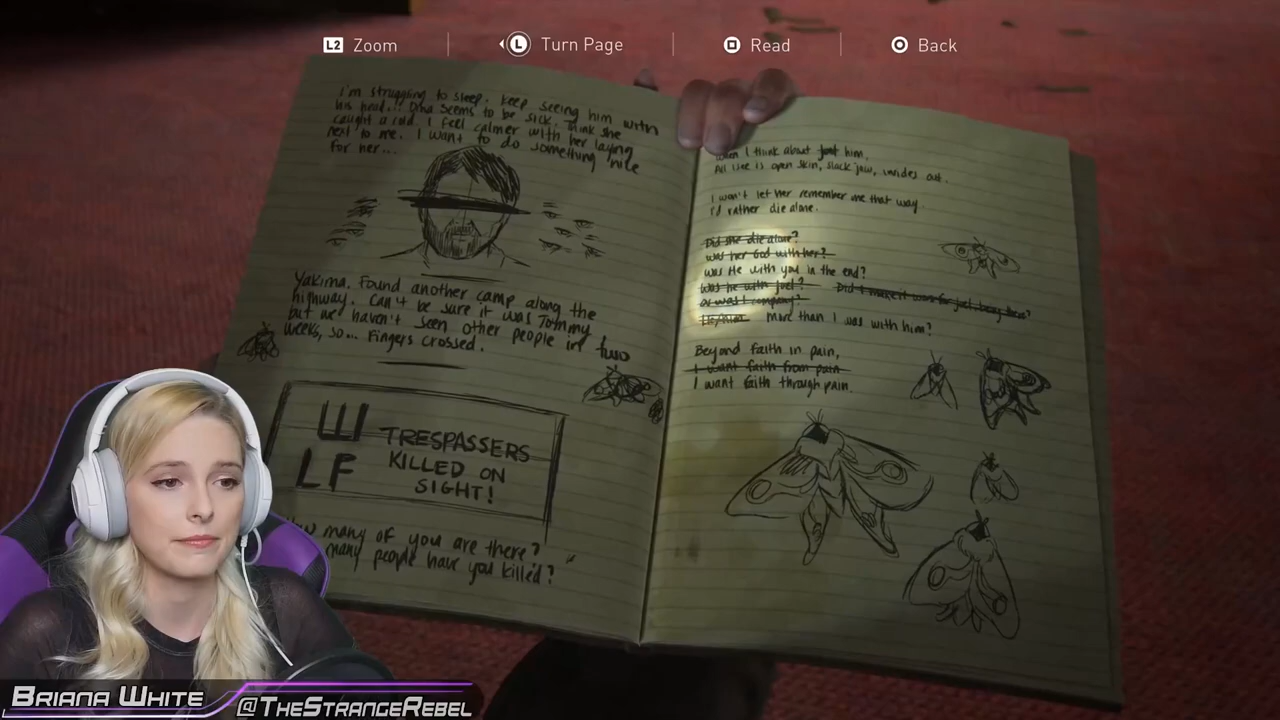 L2 Zoom
L Turn Page
Read
Back
I'm struggling to sleep. Keep seeing him with
his head... Dina seems to be sick. Think she
caught a cold. I feel calmer with her laying
next to me. I want to do something nice
for her...
Yakima. Found another camp along the
highway. Can't be sure it was Tommy
but we haven't seen other people in two
weeks, so... Fingers crossed.
W TRESPASSERS
LF KILLED ON
SIGHT!
How many of you are there?
many people have you killed?
When I think about him.
All I see is open skin, slack jaw, insides out.
I won't let her remember me that way.
I'd rather die alone.
Did she die alone?
was her God with her?
was He with you in the end?
was he with Joel?
or was I company?
more than I was with him?
Beyond faith in pain,
I want faith from pain
I want faith through pain.
BRIANA WHITE
@THESTRANGEREBEL